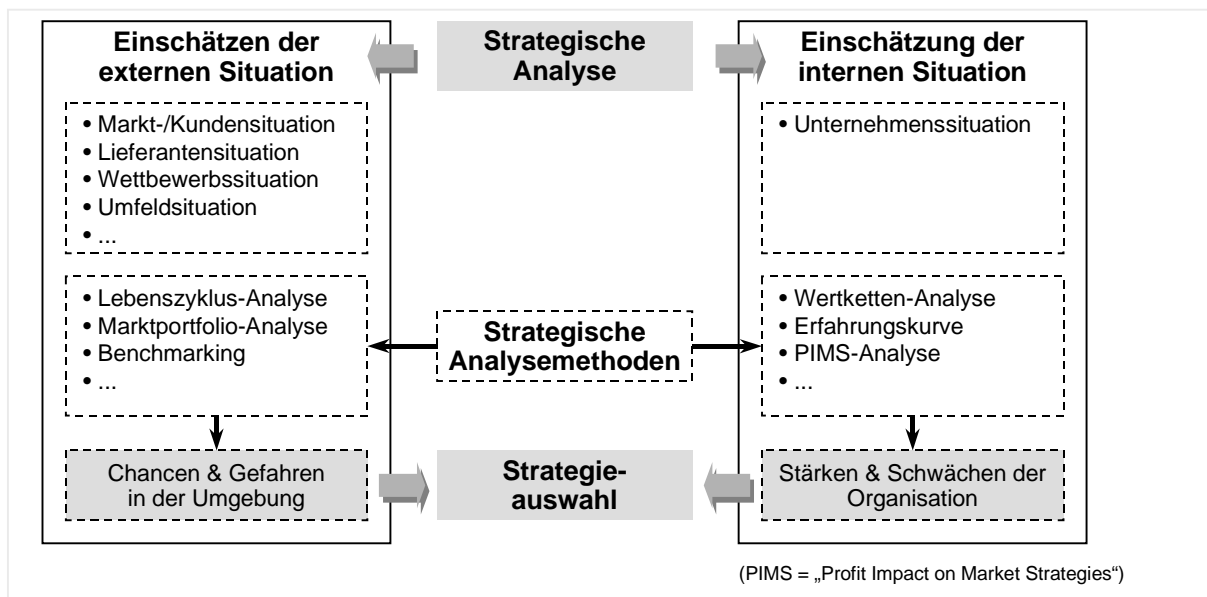 Einschätzen der
externen Situation
• Markt-/Kundensituation
• Lieferantensituation
• Wettbewerbssituation
• Umfeldsituation
• ...
• Lebenszyklus-Analyse
• Marktportfolio-Analyse
• Benchmarking
• ...
Chancen & Gefahren
in der Umgebung
Strategische
Analyse
Strategische
Analysemethoden
Strategie-
auswahl
Einschätzung der
internen Situation
• Unternehmenssituation
• Wertketten-Analyse
• Erfahrungskurve
• PIMS-Analyse
• ...
Stärken & Schwächen der
Organisation
(PIMS = „Profit Impact on Market Strategies“)